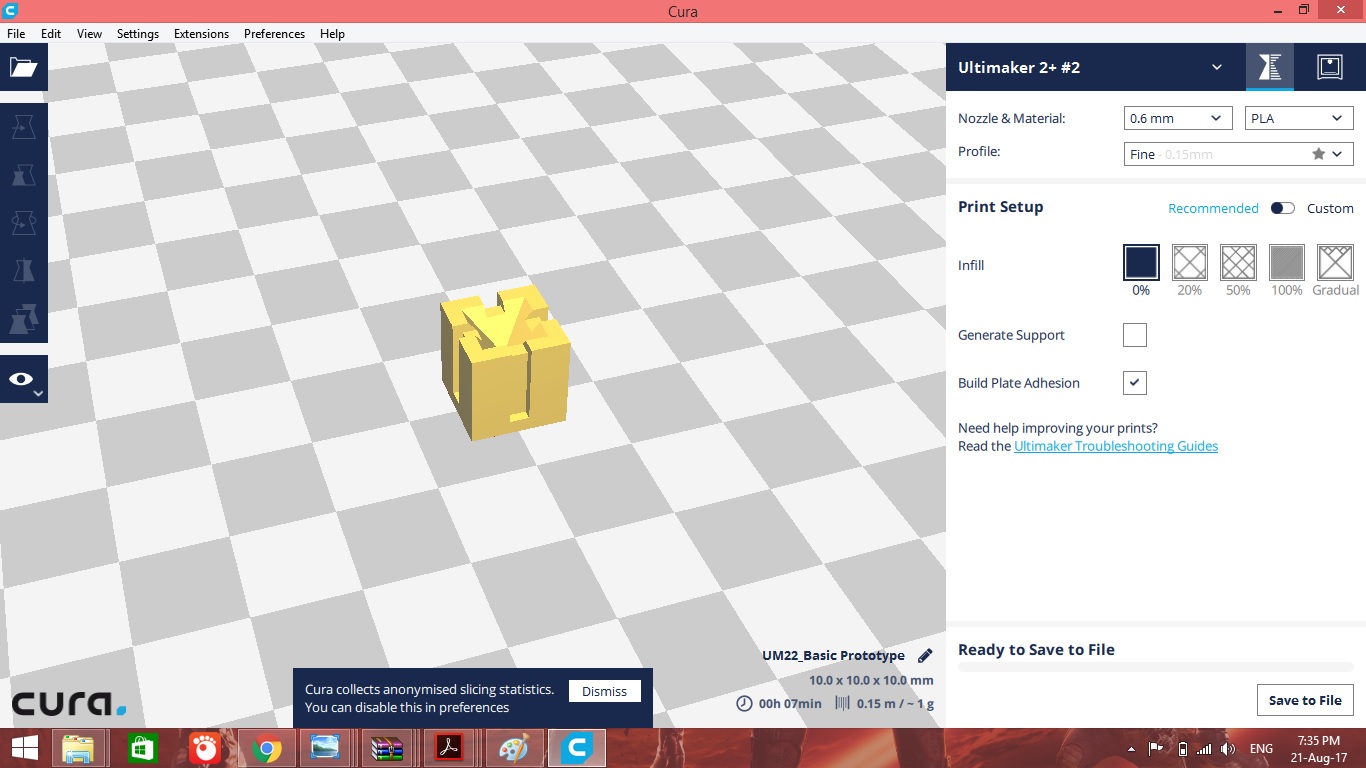 Cura
File Edit View Settings Extensions Preferences Help
Ultimaker 2+ #2
Nozzle & Material: 0.6 mm PLA
Profile: Fine - 0.15mm
Print Setup Recommended Custom
Infill
0% 20% 50% 100% Gradual
Generate Support
Build Plate Adhesion
Need help improving your prints?
Read the Ultimaker Troubleshooting Guides
UM22_Basic Prototype
10.0 x 10.0 x 10.0 mm
00h 07min 0.15 m / ~ 1 g
Ready to Save to File
Save to File
cura.
Cura collects anonymised slicing statistics.
You can disable this in preferences
Dismiss
ENG
7:35 PM
21-Aug-17